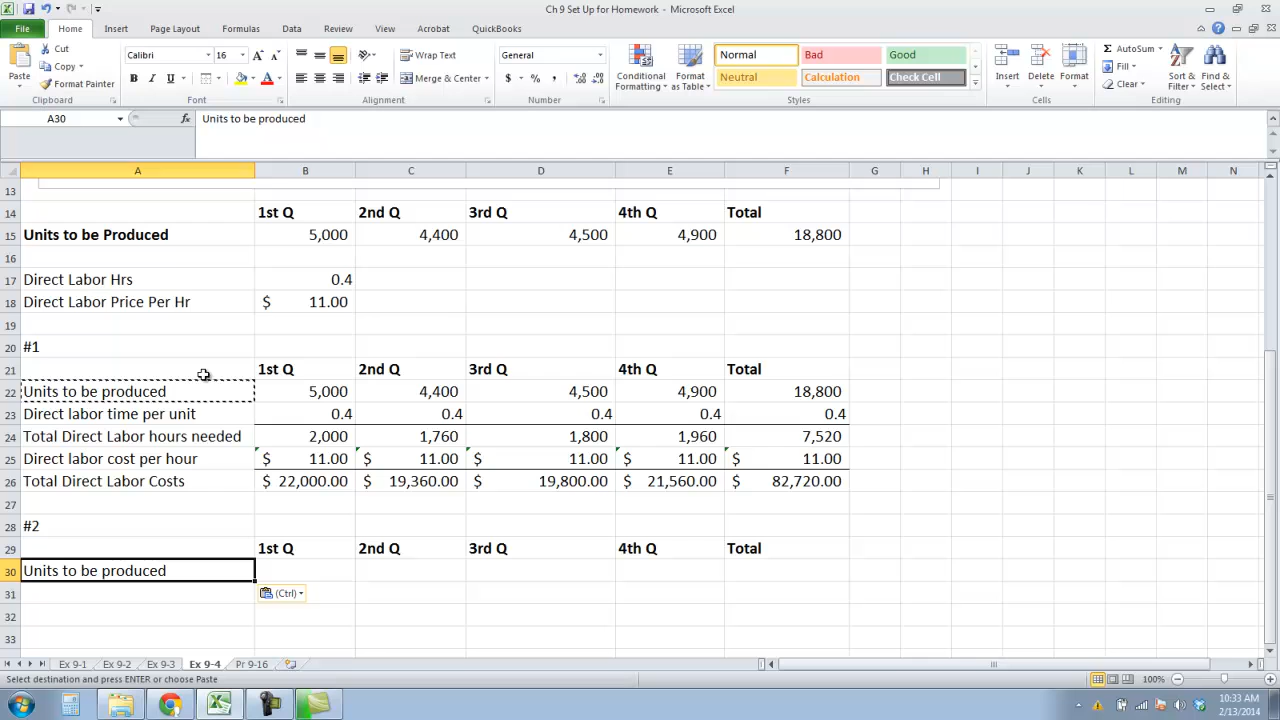 Ch 9 Set Up for Homework - Microsoft Excel
File Home Insert Page Layout Formulas Data Review View Acrobat QuickBooks
Paste
Cut
Copy
Format Painter
Clipboard
Calibri 16
A A
B I U A
Font
Wrap Text
Merge & Center
Alignment
General
$ % ,
Number
Conditional Formatting
Format as Table
Normal Bad Good
Neutral Calculation Check Cell
Styles
Insert Delete Format
Cells
AutoSum
Fill
Clear
Sort & Filter
Find & Select
Editing
A30 fx Units to be produced
A B C D E F G H I J K L M N
13
14 1st Q 2nd Q 3rd Q 4th Q Total
15 Units to be Produced 5,000 4,400 4,500 4,900 18,800
16
17 Direct Labor Hrs 0.4
18 Direct Labor Price Per Hr $ 11.00
19
20 #1
21 1st Q 2nd Q 3rd Q 4th Q Total
22 Units to be produced 5,000 4,400 4,500 4,900 18,800
23 Direct labor time per unit 0.4 0.4 0.4 0.4 0.4
24 Total Direct Labor hours needed 2,000 1,760 1,800 1,960 7,520
25 Direct labor cost per hour $ 11.00 $ 11.00 $ 11.00 $ 11.00 $ 11.00
26 Total Direct Labor Costs $ 22,000.00 $ 19,360.00 $ 19,800.00 $ 21,560.00 $ 82,720.00
27
28 #2
29 1st Q 2nd Q 3rd Q 4th Q Total
30 Units to be produced
31 (Ctrl)
32
33
Ex 9-1 Ex 9-2 Ex 9-3 Ex 9-4 Pr 9-16
Select destination and press ENTER or choose Paste 100%
10:33 AM
2/13/2014